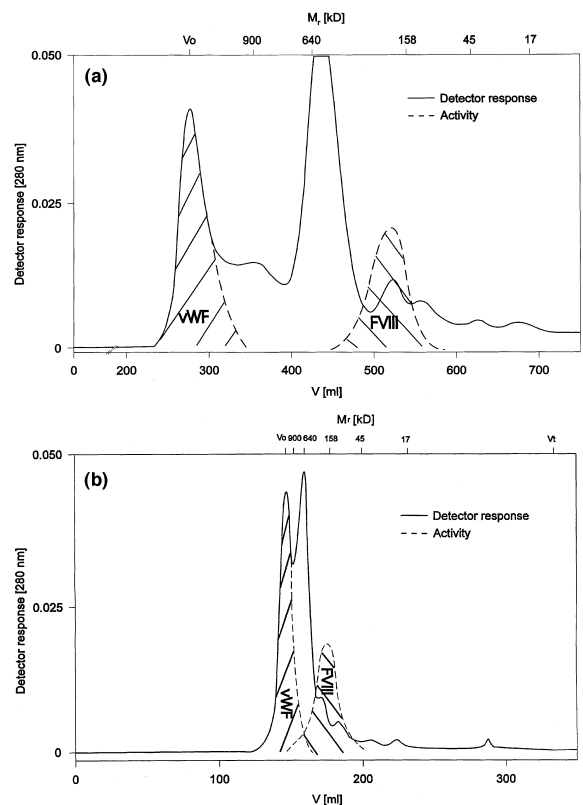 Mr [kD]
Vo 900 640 158 45 17
0.050
(a)
Detector response
Activity
Detector response [280 nm]
0.025
vWF
FVIII
0
0 200 300 400 500 600 700
V [ml]
Mr [kD]
Vo 900 640 158 45 17 Vt
0.050
(b)
Detector response
Activity
Detector response [280 nm]
0.025
vWF
FVIII
0
0 100 200 300
V [ml]